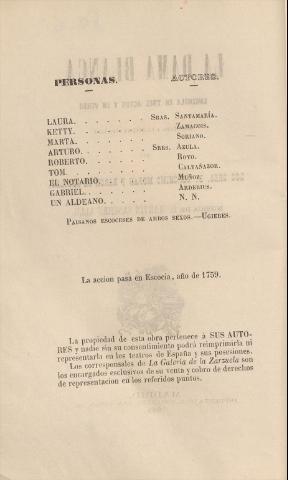 PERSONAS. AUTORES.
LAURA. . . . . . . . Sras. Santamaría.
KETTY. . . . . . . . Zamacois.
MARTA. . . . . . . . Soriano.
ARTURO. . . . . . . Sres. Azula.
ROBERTO. . . . . . . Royo.
TOM. . . . . . . . . Caltañazor.
EL NOTARIO. . . . . . Muñoz.
GABRIEL. . . . . . . Arderius.
UN ALDEANO. . . . . . N. N.
Paisanos escoceses de ambos sexos.—Ugieres.
La accion pasa en Escocia, año de 1759.
La propiedad de esta obra pertenece a SUS AUTO-
RES y nadie sin su consentimiento podrá reimprimirla ni
representarla en los teatros de España y sus posesiones.
Los corresponsales de La Galería de la Zarzuela son
los encargados exclusivos de su venta y cobro de derechos
de representacion en los referidos puntos.